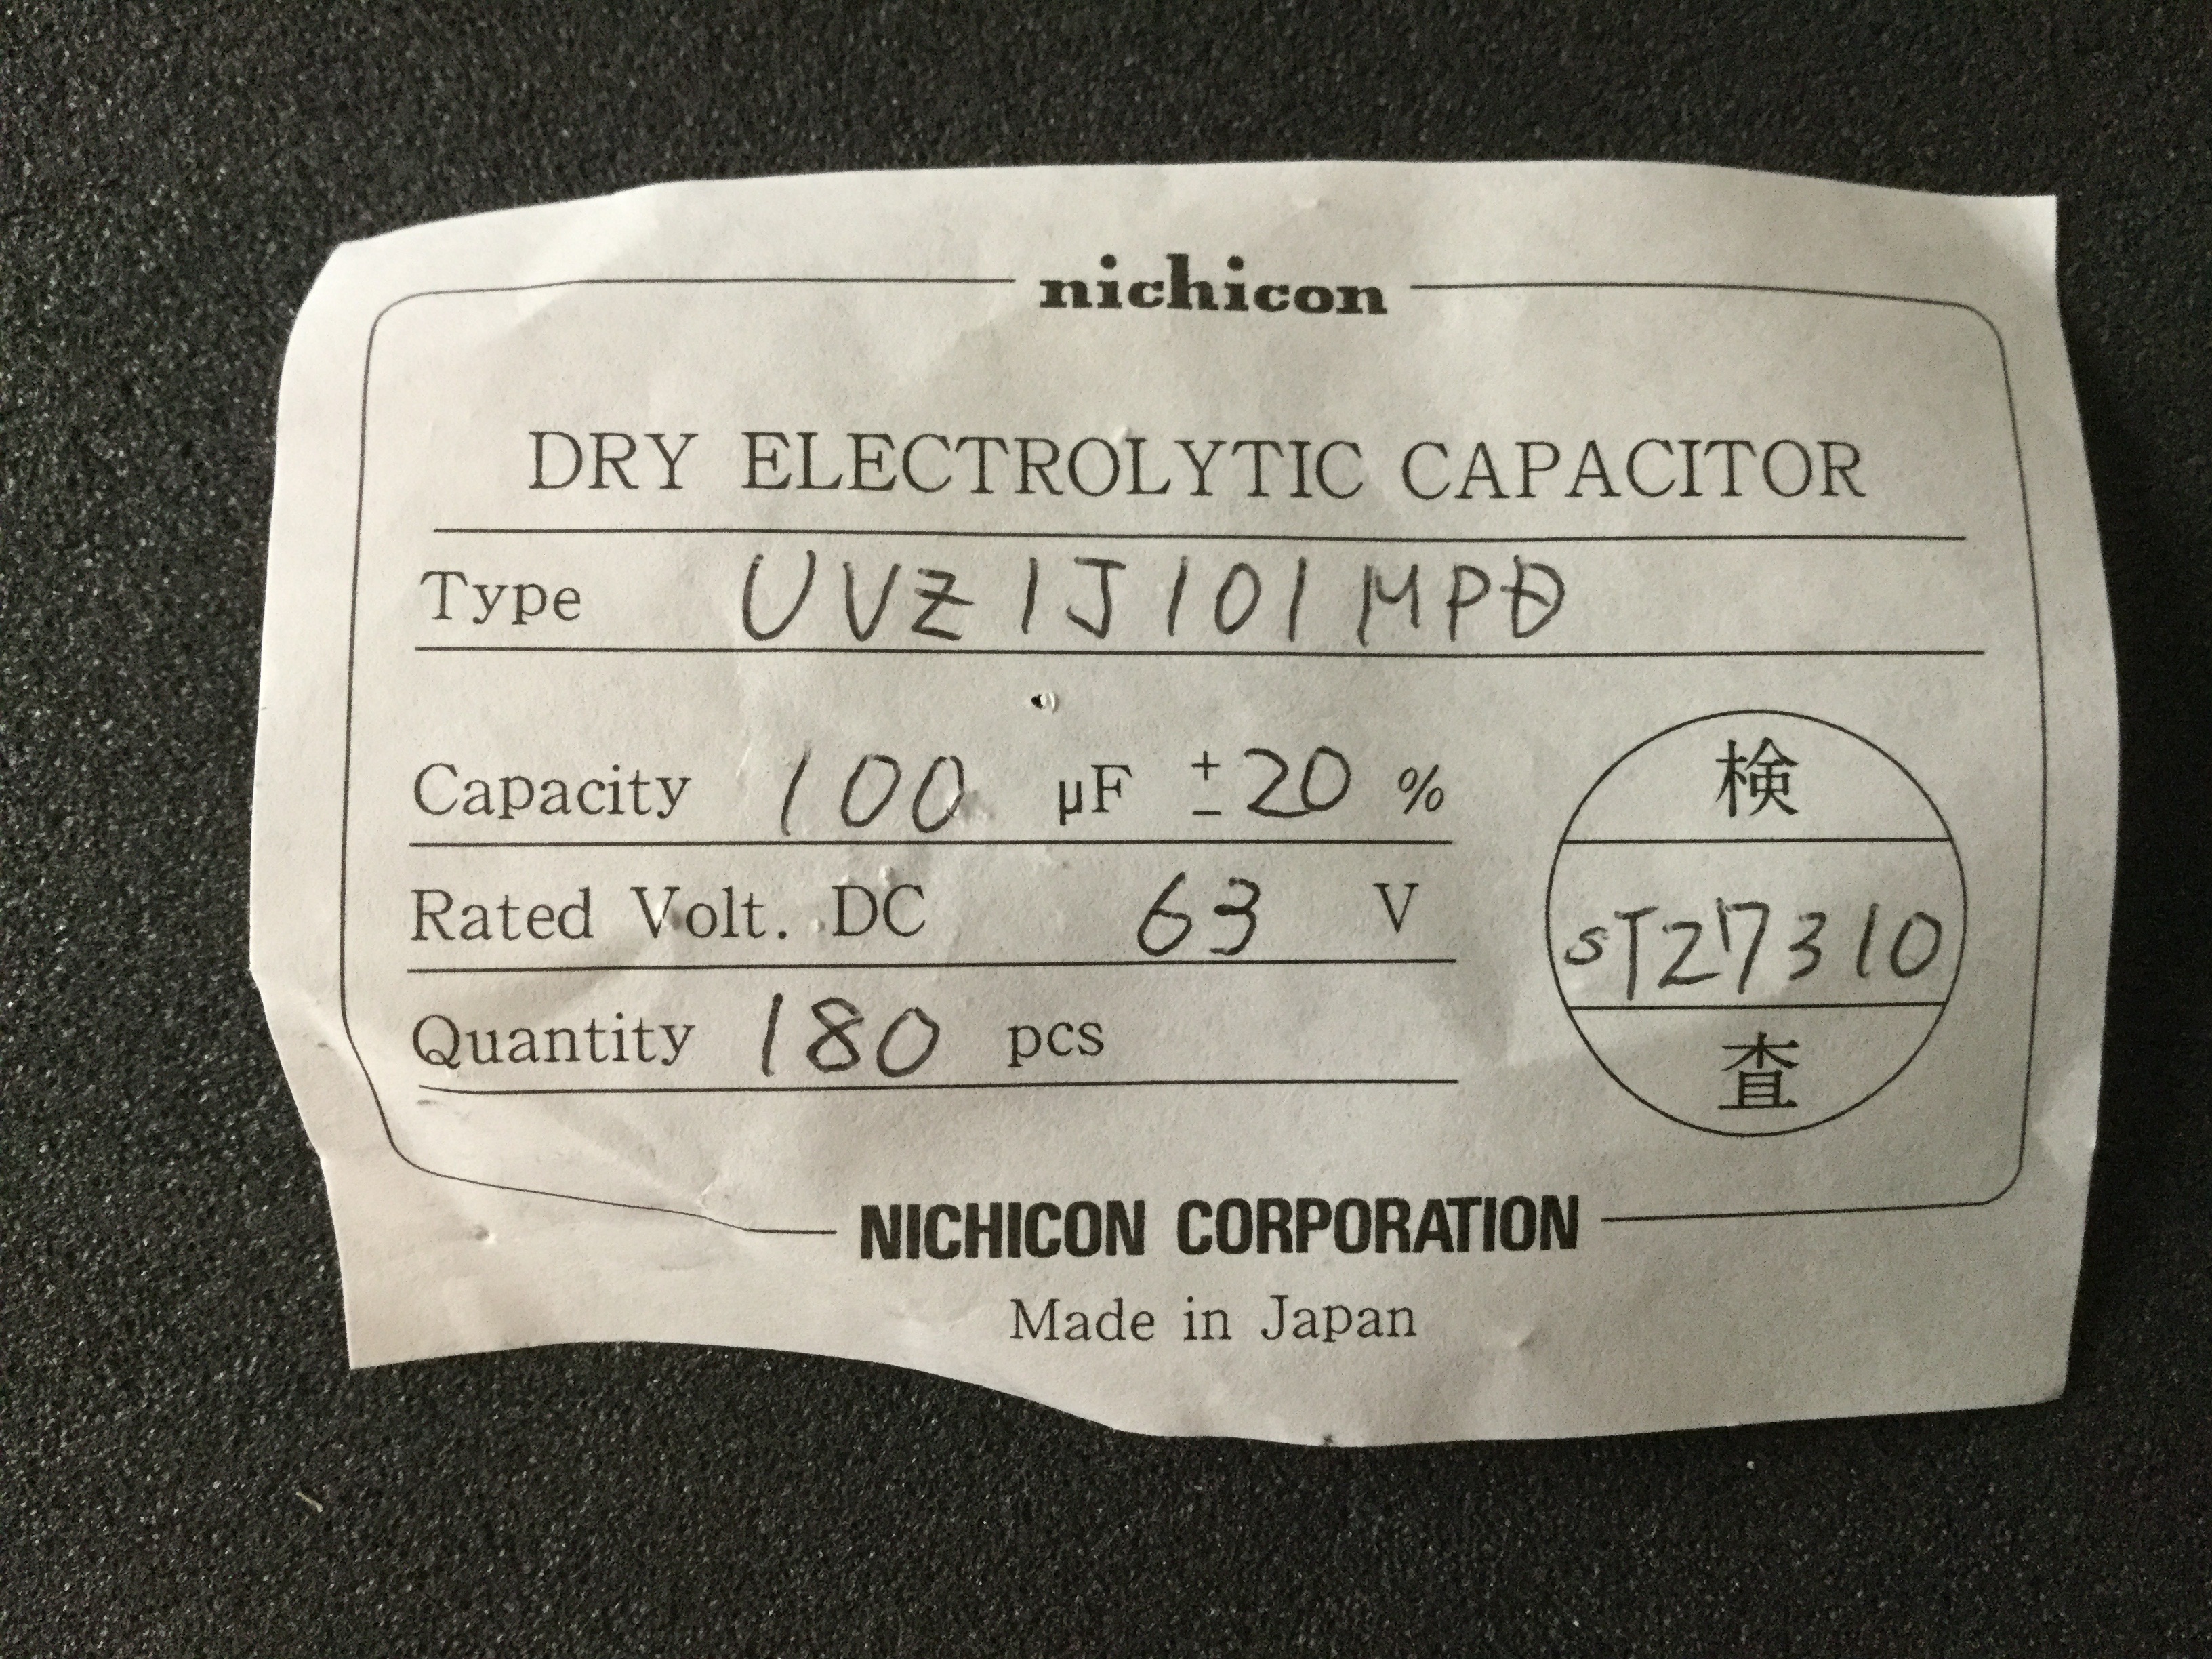 nichicon
DRY ELECTROLYTIC CAPACITOR
Type UVZ1J101MPD
Capacity 100 µF ±20 %
Rated Volt. DC 63 V
Quantity 180 pcs
検
ST27310
査
NICHICON CORPORATION
Made in Japan